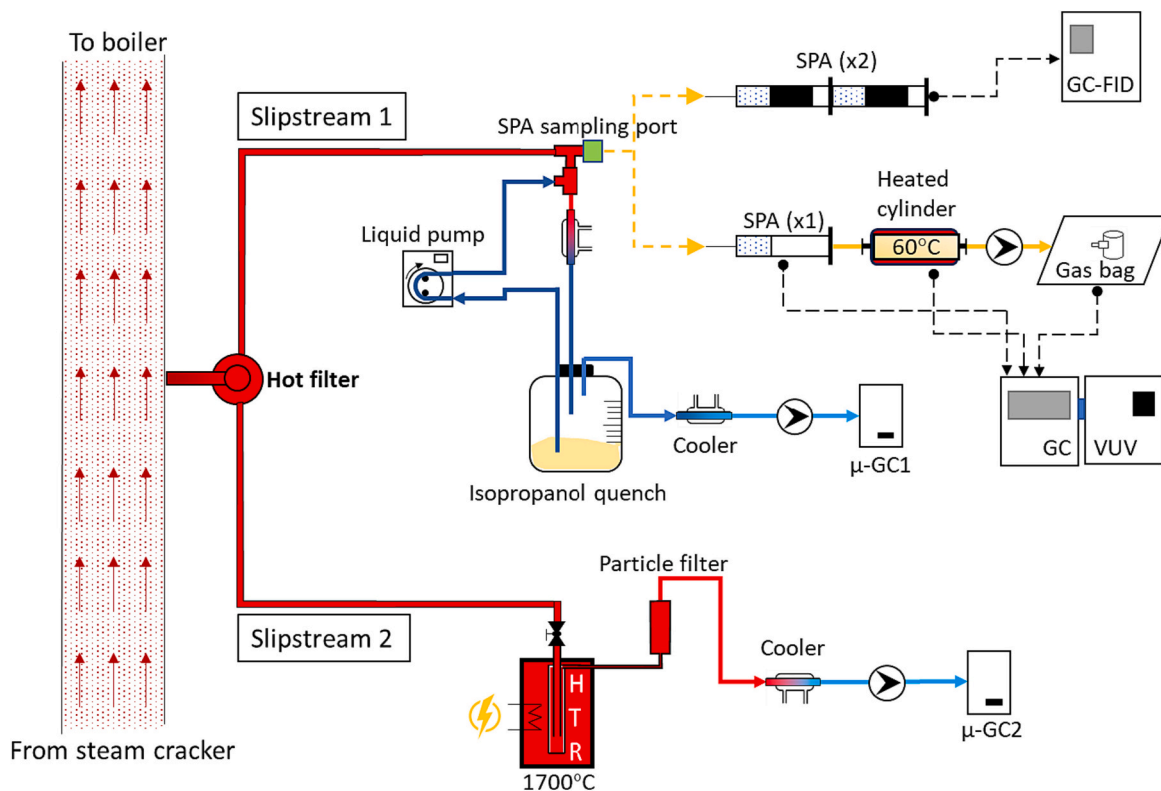 To boiler
SPA (x2)
GC-FID
Slipstream 1
SPA sampling port
Heated
cylinder
SPA (x1)
60°C
Gas bag
Liquid pump
Hot filter
GC
VUV
Cooler
μ-GC1
Isopropanol quench
Particle filter
Slipstream 2
Cooler
H
T
R
μ-GC2
From steam cracker
1700°C